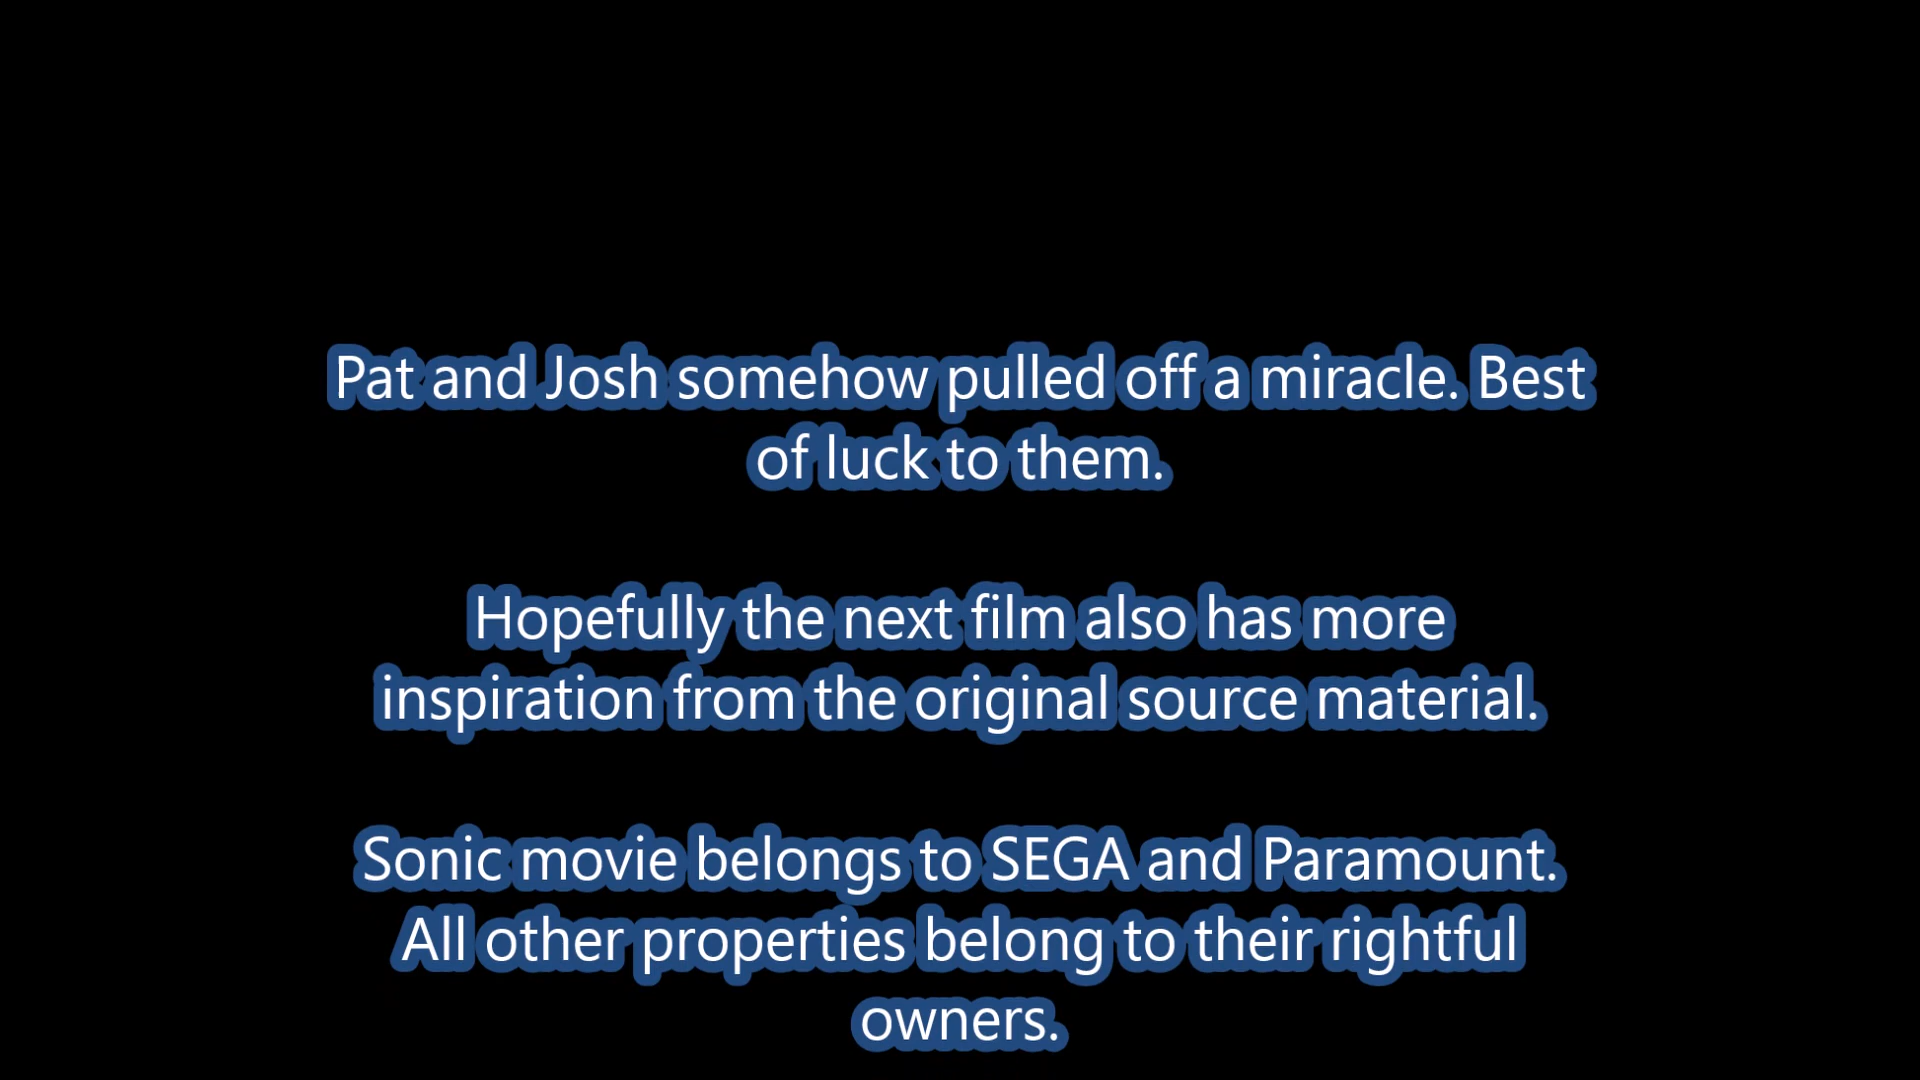 Pat and Josh somehow pulled off a miracle. Best
of luck to them.
Hopefully the next film also has more
inspiration from the original source material.
Sonic movie belongs to SEGA and Paramount.
All other properties belong to their rightful
owners.